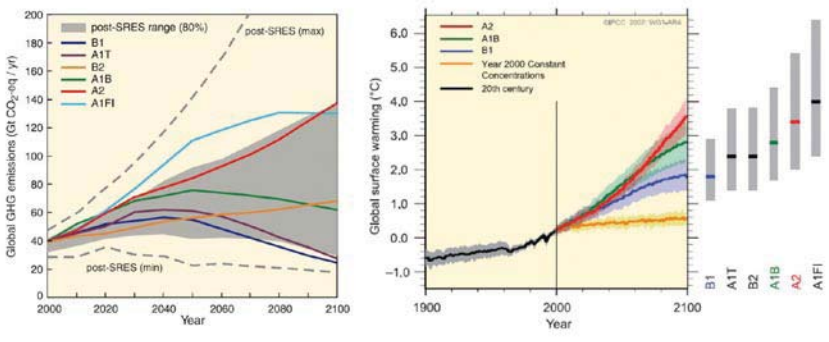 200
180
160
140
120
100
80
60
40
20
0
Global GHG emissions (Gt CO2-eq / yr)
post-SRES range (80%)
B1
A1T
B2
A1B
A2
A1FI
post-SRES (max)
post-SRES (min)
2000 2020 2040 2060 2080 2100
Year
6.0
5.0
4.0
3.0
2.0
1.0
0.0
–1.0
Global surface warming (°C)
A2
A1B
B1
Year 2000 Constant
Concentrations
20th century
1900 2000 2100
Year
B1
A1T
B2
A1B
A2
A1FI